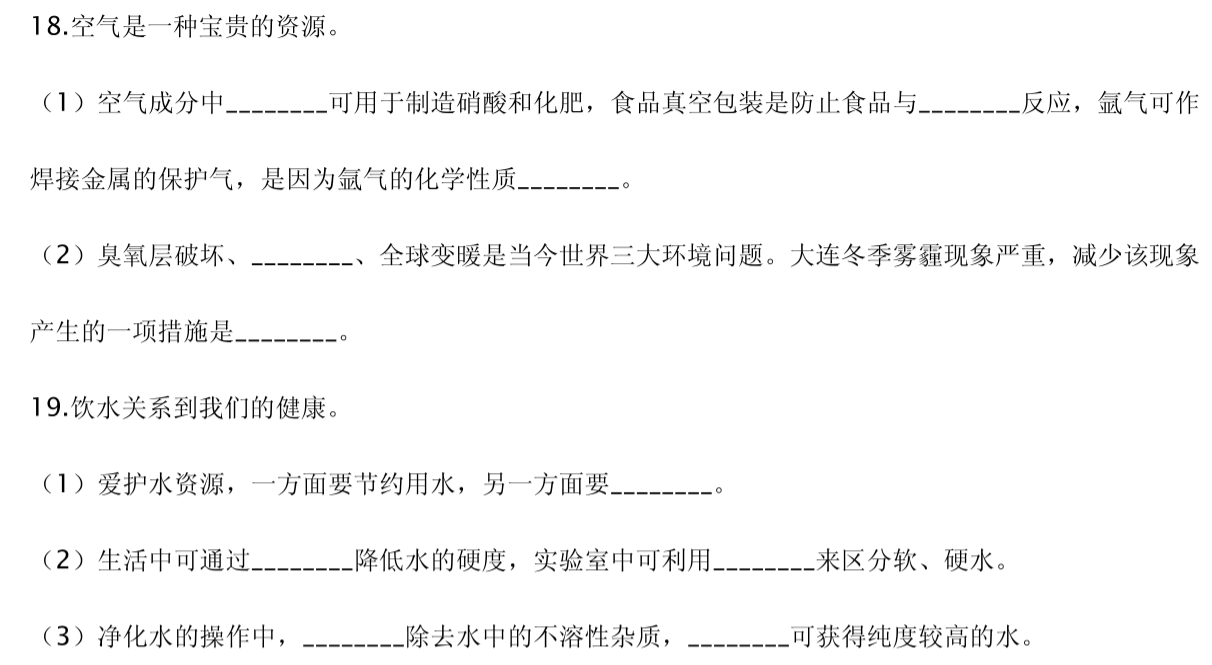 18.空气是一种宝贵的资源。
（1）空气成分中________可用于制造硝酸和化肥，食品真空包装是防止食品与________反应，氩气可作
焊接金属的保护气，是因为氩气的化学性质________。
（2）臭氧层破坏、________、全球变暖是当今世界三大环境问题。大连冬季雾霾现象严重，减少该现象
产生的一项措施是________。
19.饮水关系到我们的健康。
（1）爱护水资源，一方面要节约用水，另一方面要________。
（2）生活中可通过________降低水的硬度，实验室中可利用________来区分软、硬水。
（3）净化水的操作中，________除去水中的不溶性杂质，________可获得纯度较高的水。